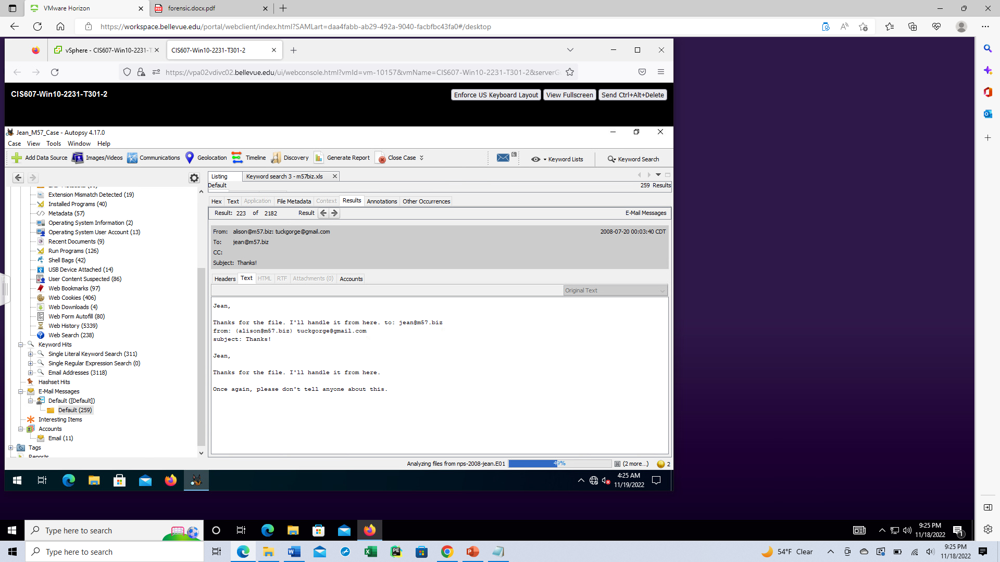 VMware Horizon
forensic.docx.pdf
https://workspace.bellevue.edu/portal/webclient/index.html?SAMLart=daa4fabb-ab29-492a-9040-facbfbc43fa0#/desktop
vSphere - CIS607-Win10-2231-T
CIS607-Win10-2231-T301-2
https://vpa02vdivc02.bellevue.edu/ui/webconsole.html?vmId=vm-10157&vmName=CIS607-Win10-2231-T301-2&serverG
CIS607-Win10-2231-T301-2
Enforce US Keyboard Layout
View Fullscreen
Send Ctrl+Alt+Delete
Jean_M57_Case - Autopsy 4.17.0
Case View Tools Window Help
Add Data Source
Images/Videos
Communications
Geolocation
Timeline
Discovery
Generate Report
Close Case
6
Keyword Lists
Keyword Search
Listing
Keyword search 3 - m57biz.xls
Default
259 Results
Extension Mismatch Detected (19)
Installed Programs (40)
Metadata (57)
Operating System Information (2)
Operating System User Account (13)
Recent Documents (9)
Run Programs (126)
Shell Bags (42)
USB Device Attached (14)
User Content Suspected (86)
Web Bookmarks (97)
Web Cookies (406)
Web Downloads (4)
Web Form Autofill (80)
Web History (5339)
Web Search (238)
Keyword Hits
Single Literal Keyword Search (311)
Single Regular Expression Search (0)
Email Addresses (3118)
Hashset Hits
E-Mail Messages
Default ([Default])
Default (259)
Interesting Items
Accounts
Email (11)
Tags
Reports
Hex Text Application File Metadata Context Results Annotations Other Occurrences
Result: 223 of 2182 Result
E-Mail Messages
From: alison@m57.biz: tuckgorge@gmail.com
2008-07-20 00:03:40 CDT
To: jean@m57.biz
CC:
Subject: Thanks!
Headers Text HTML RTF Attachments (0) Accounts
Original Text
Jean,
Thanks for the file. I'll handle it from here. to: jean@m57.biz
from: (alison@m57.biz) tuckgorge@gmail.com
subject: Thanks!
Jean,
Thanks for the file. I'll handle it from here.
Once again, please don't tell anyone about this.
Analyzing files from nps-2008-jean.E01
(2 more...)
2
4:25 AM
11/19/2022
Type here to search
9:25 PM
11/18/2022
1
Type here to search
54°F Clear
9:25 PM
11/18/2022